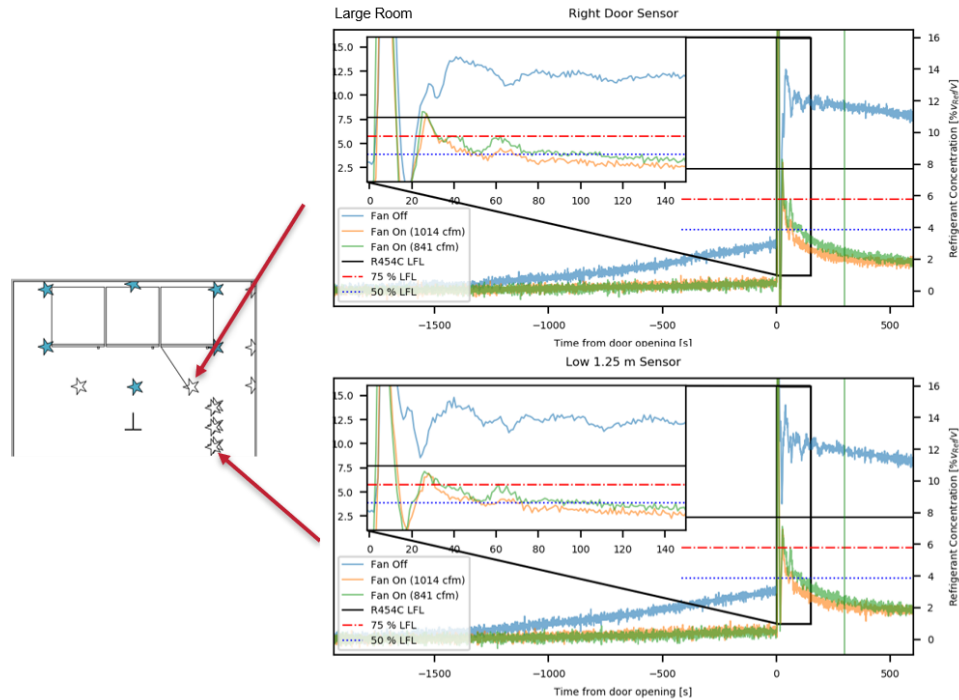 Large Room
Right Door Sensor
15.0
12.5
10.0
7.5
5.0
2.5
0 20 40 60 80 100 120 140
Fan Off
Fan On (1014 cfm)
Fan On (841 cfm)
R454C LFL
75 % LFL
50 % LFL
16
14
12
10
8
6
4
2
0
Refrigerant Concentration [%VRef/V]
−1500 −1000 −500 0 500
Time from door opening [s]
Low 1.25 m Sensor
15.0
12.5
10.0
7.5
5.0
2.5
0 20 40 60 80 100 120 140
Fan Off
Fan On (1014 cfm)
Fan On (841 cfm)
R454C LFL
75 % LFL
50 % LFL
16
14
12
10
8
6
4
2
0
Refrigerant Concentration [%VRef/V]
−1500 −1000 −500 0 500
Time from door opening [s]